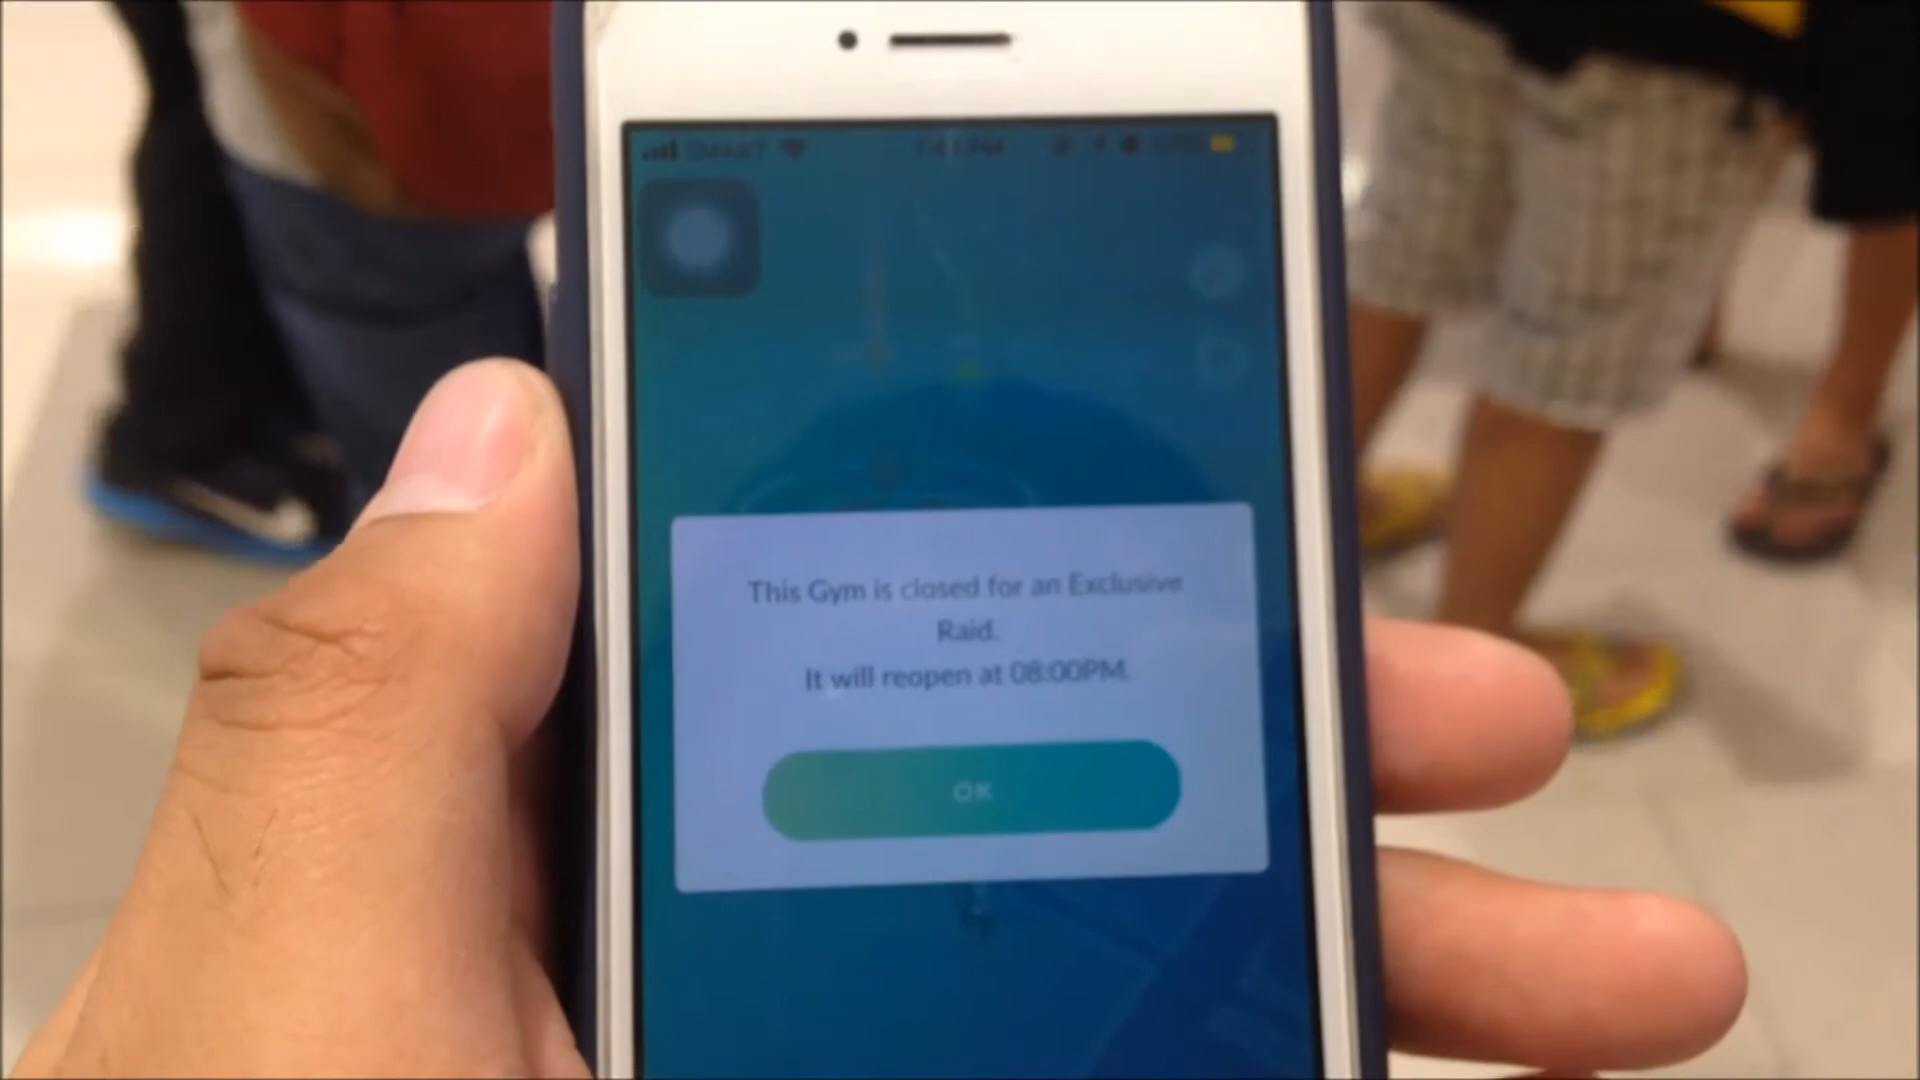 This Gym is closed for an Exclusive
Raid.
It will reopen at 08:00PM.
OK